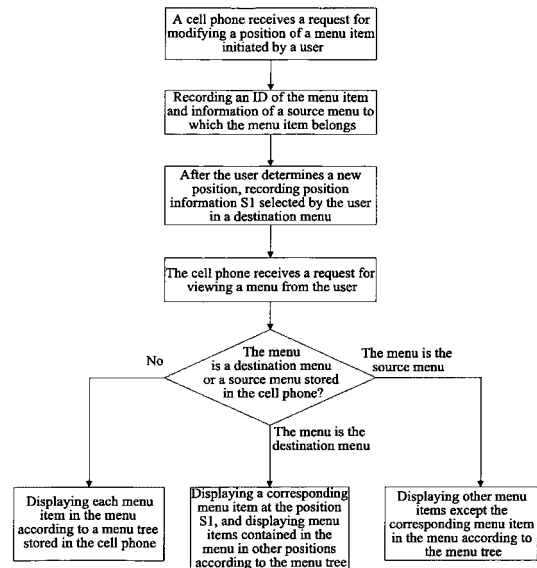 A cell phone receives a request for
modifying a position of a menu item
initiated by a user
Recording an ID of the menu item
and information of a source menu to
which the menu item belongs
After the user determines a new
position, recording position
information S1 selected by the user
in a destination menu
The cell phone receives a request for
viewing a menu from the user
The menu
is a destination menu
or a source menu stored
in the cell phone?
No
The menu is the
source menu
The menu is the
destination menu
Displaying each menu
item in the menu
according to a menu tree
stored in the cell phone
Displaying a corresponding
menu item at the position
S1, and displaying menu
items contained in the
menu in other positions
according to the menu tree
Displaying other menu
items except the
corresponding menu item
in the menu according to
the menu tree